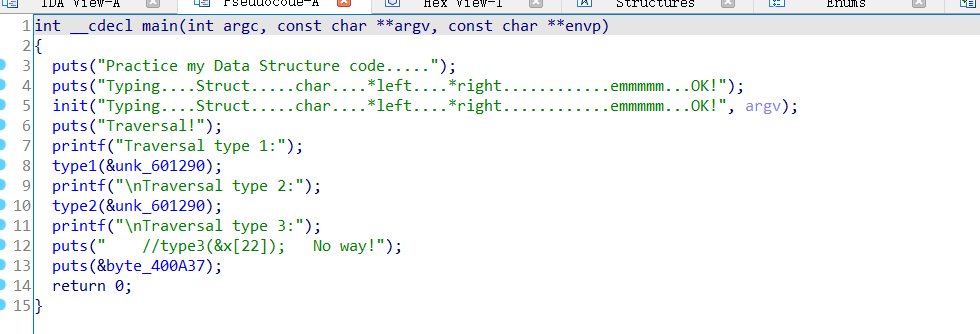 IDA View-A Pseudocode-A Hex View-1 Structures Enums
1 int __cdecl main(int argc, const char **argv, const char **envp)
2 {
3 puts("Practice my Data Structure code.....");
4 puts("Typing....Struct.....char....*left....*right............emmmmm...OK!");
5 init("Typing....Struct.....char....*left....*right............emmmmm...OK!", argv);
6 puts("Traversal!");
7 printf("Traversal type 1:");
8 type1(&unk_601290);
9 printf("\nTraversal type 2:");
10 type2(&unk_601290);
11 printf("\nTraversal type 3:");
12 puts("    //type3(&x[22]);   No way!");
13 puts(&byte_400A37);
14 return 0;
15 }